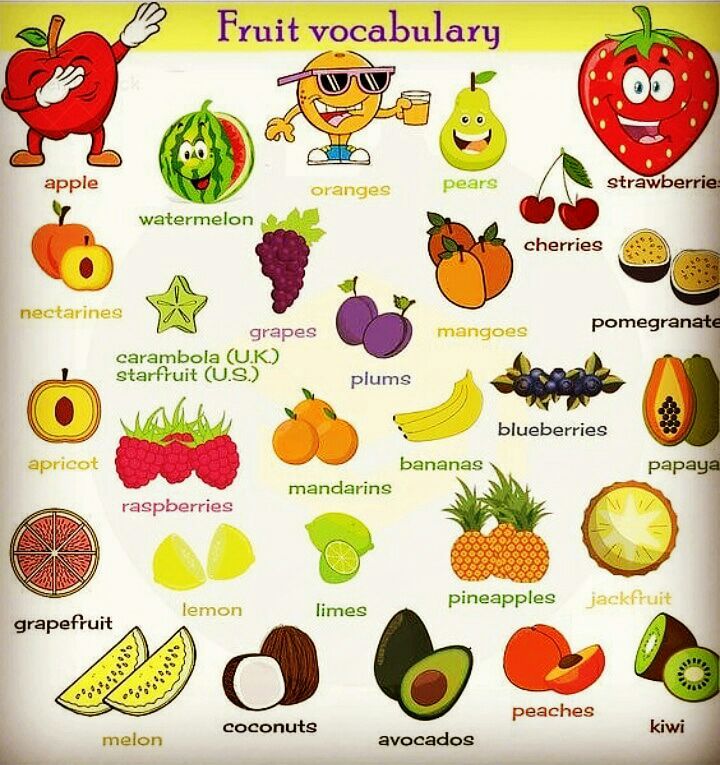 Fruit vocabulary
apple
watermelon
oranges
pears
strawberries
nectarines
grapes
cherries
mangoes
pomegranate
carambola (U.K.)
starfruit (U.S.)
plums
apricot
raspberries
mandarins
bananas
blueberries
papaya
grapefruit
lemon
limes
pineapples
jackfruit
melon
coconuts
avocados
peaches
kiwi